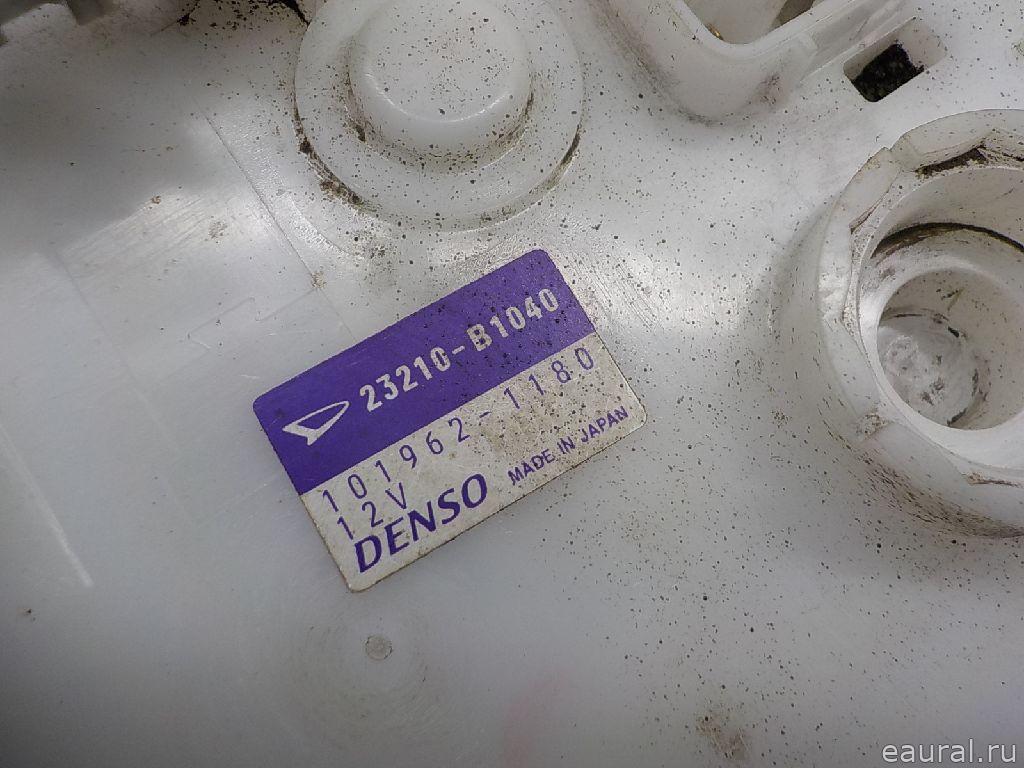 23210-B1040
101962-1180
12V
DENSO MADE IN JAPAN
eaural.ru